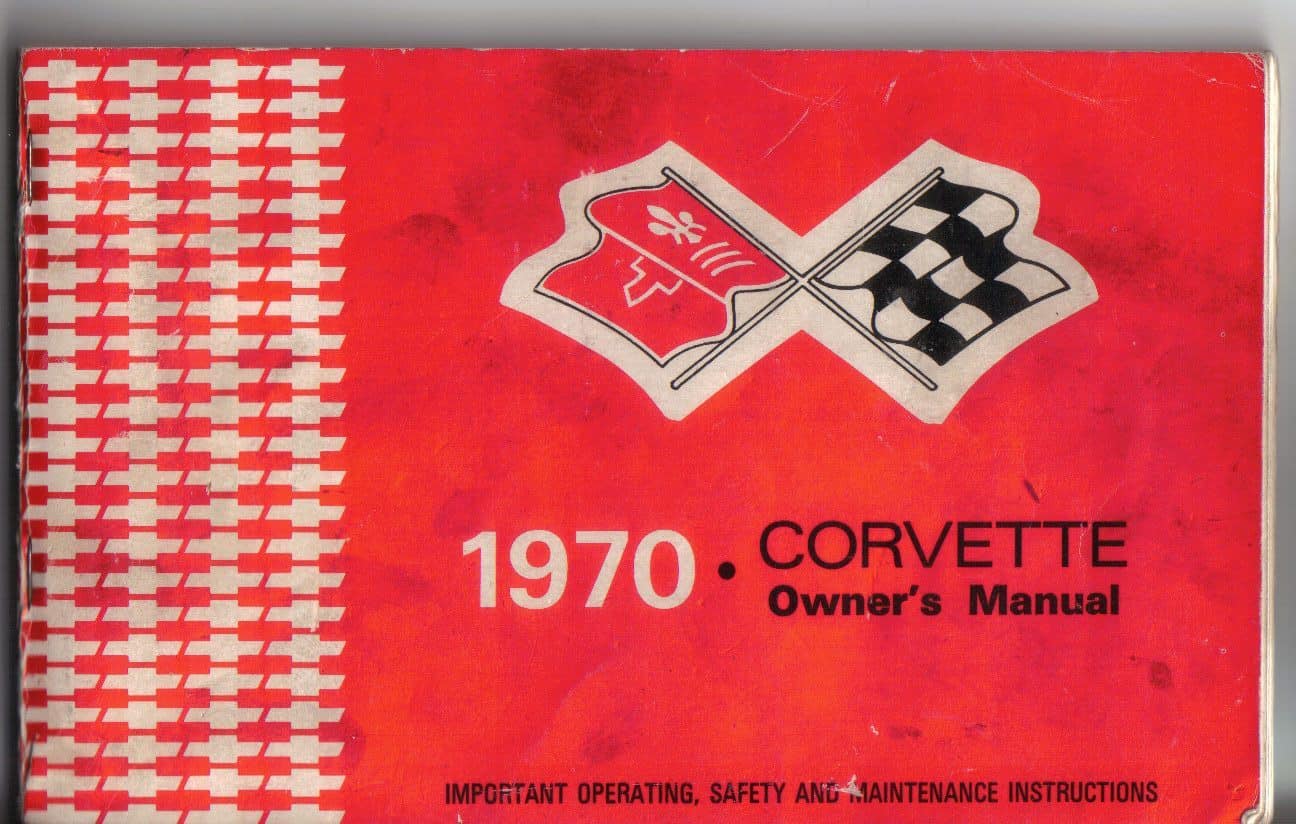 1970 • CORVETTE
Owner's Manual
IMPORTANT OPERATING, SAFETY AND MAINTENANCE INSTRUCTIONS